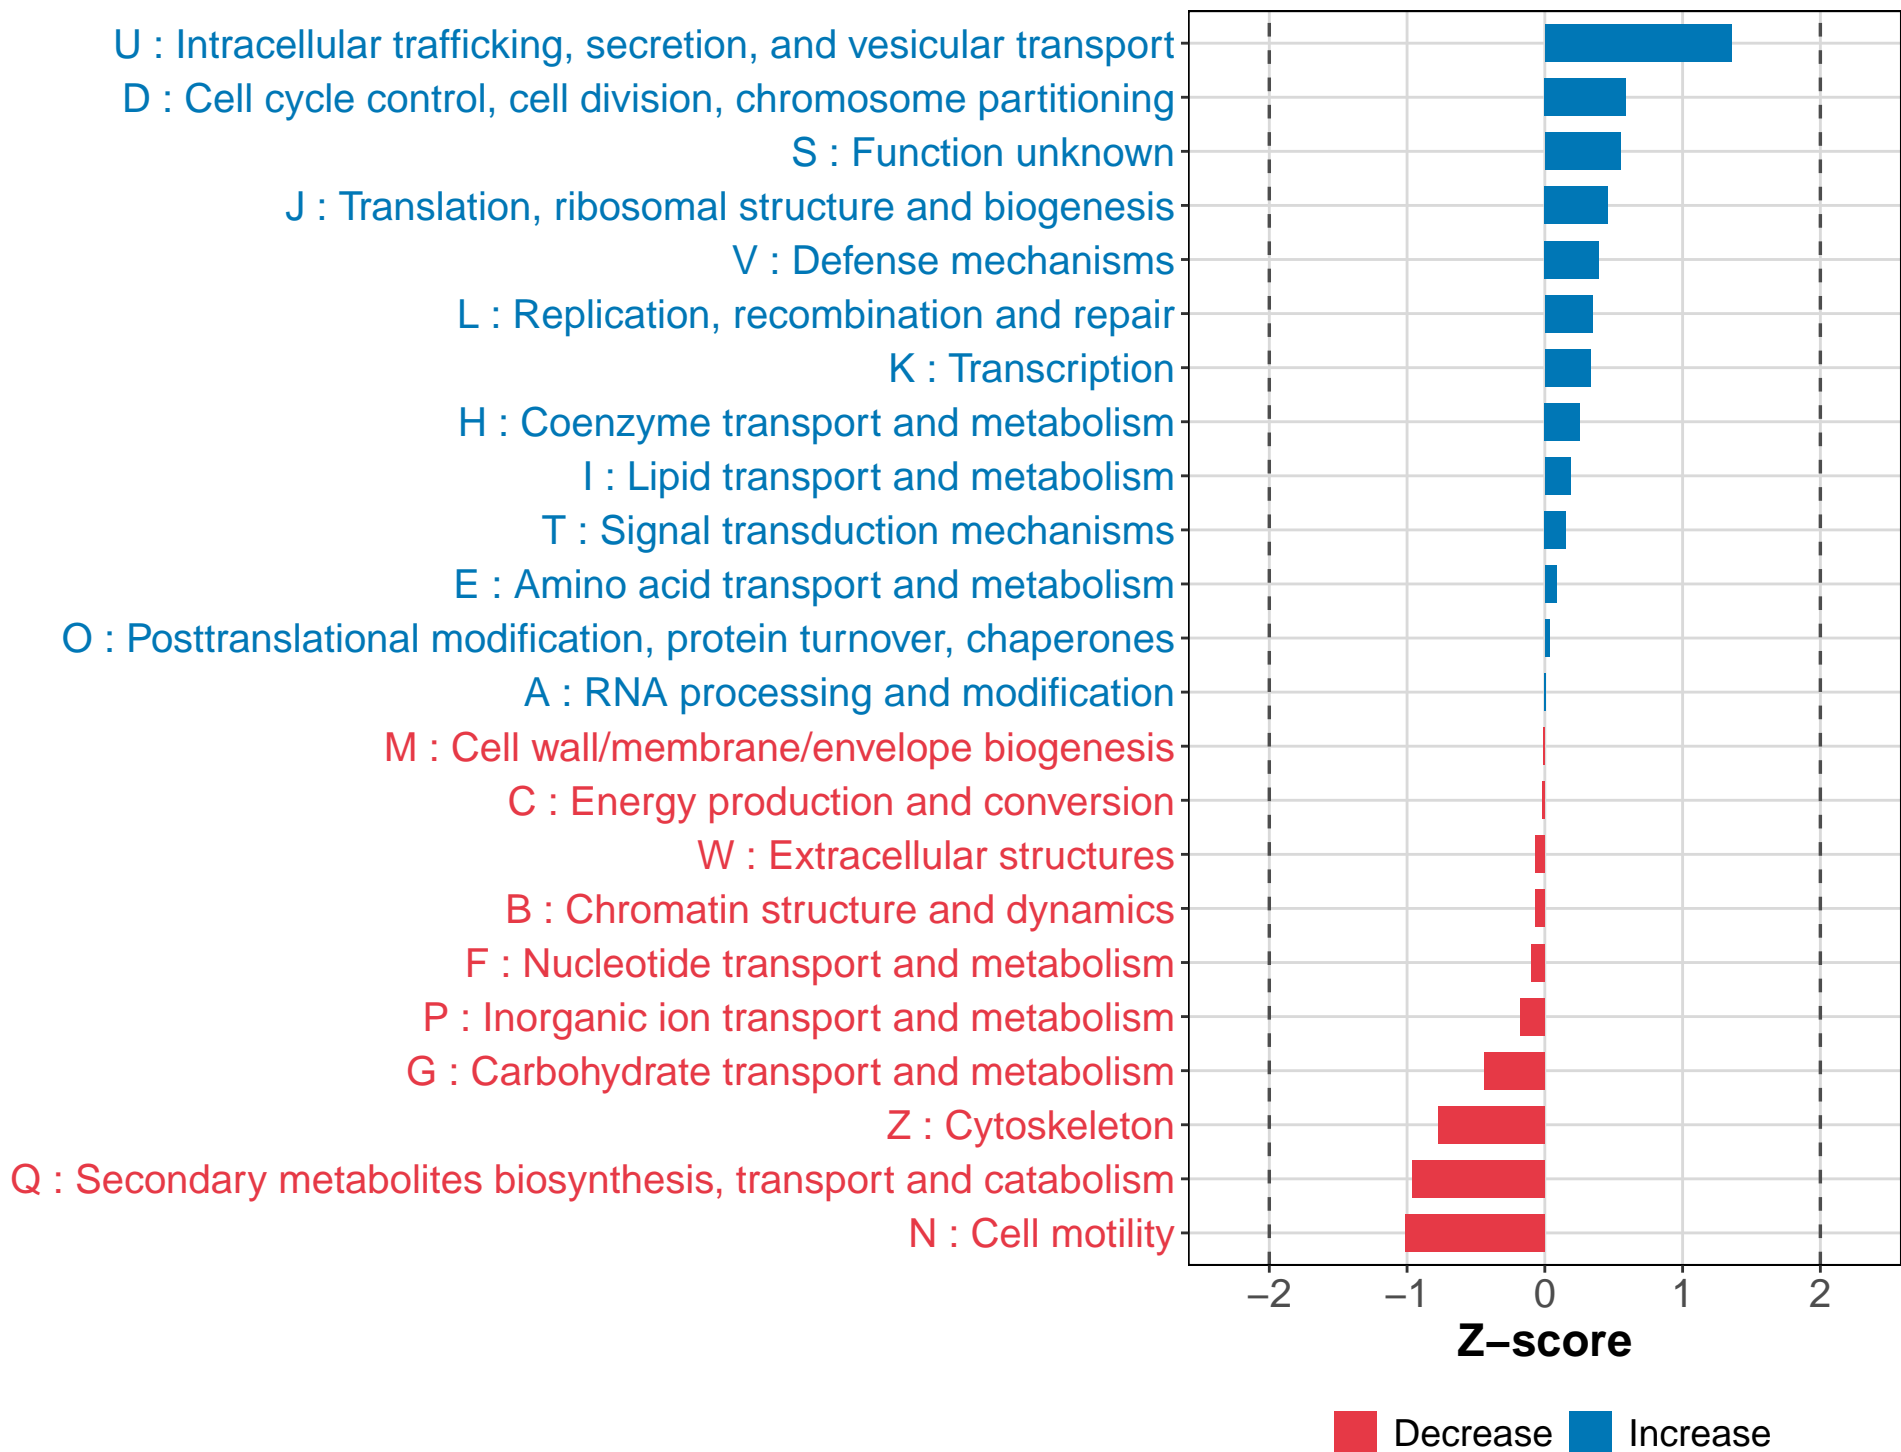 U : Intracellular trafficking, secretion, and vesicular transport
D : Cell cycle control, cell division, chromosome partitioning
S : Function unknown
J : Translation, ribosomal structure and biogenesis
V : Defense mechanisms
L : Replication, recombination and repair
K : Transcription
H : Coenzyme transport and metabolism
I : Lipid transport and metabolism
T : Signal transduction mechanisms
E : Amino acid transport and metabolism
O : Posttranslational modification, protein turnover, chaperones
A : RNA processing and modification
M : Cell wall/membrane/envelope biogenesis
C : Energy production and conversion
W : Extracellular structures
B : Chromatin structure and dynamics
F : Nucleotide transport and metabolism
P : Inorganic ion transport and metabolism
G : Carbohydrate transport and metabolism
Z : Cytoskeleton
Q : Secondary metabolites biosynthesis, transport and catabolism
N : Cell motility
−2 −1 0 1 2
Z−score
Decrease Increase